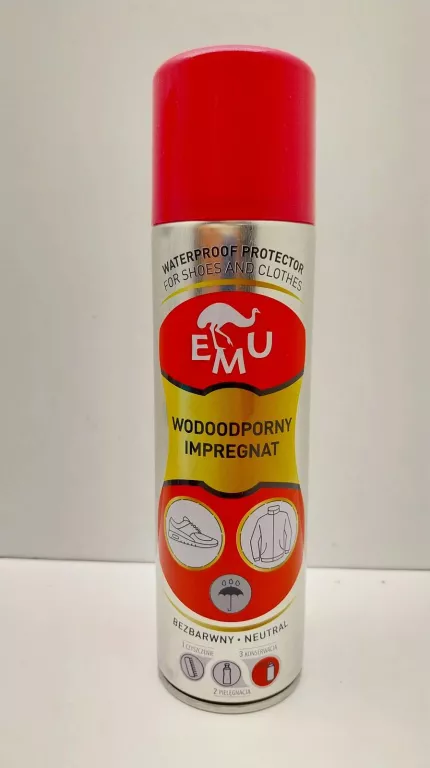 WATERPROOF PROTECTOR
FOR SHOES AND CLOTHES
EMU
WODOODPORNY
IMPREGNAT
BEZBARWNY • NEUTRAL
1 CZYSZCZENIE
3 KONSERWACJA
2 PIELĘGNACJA